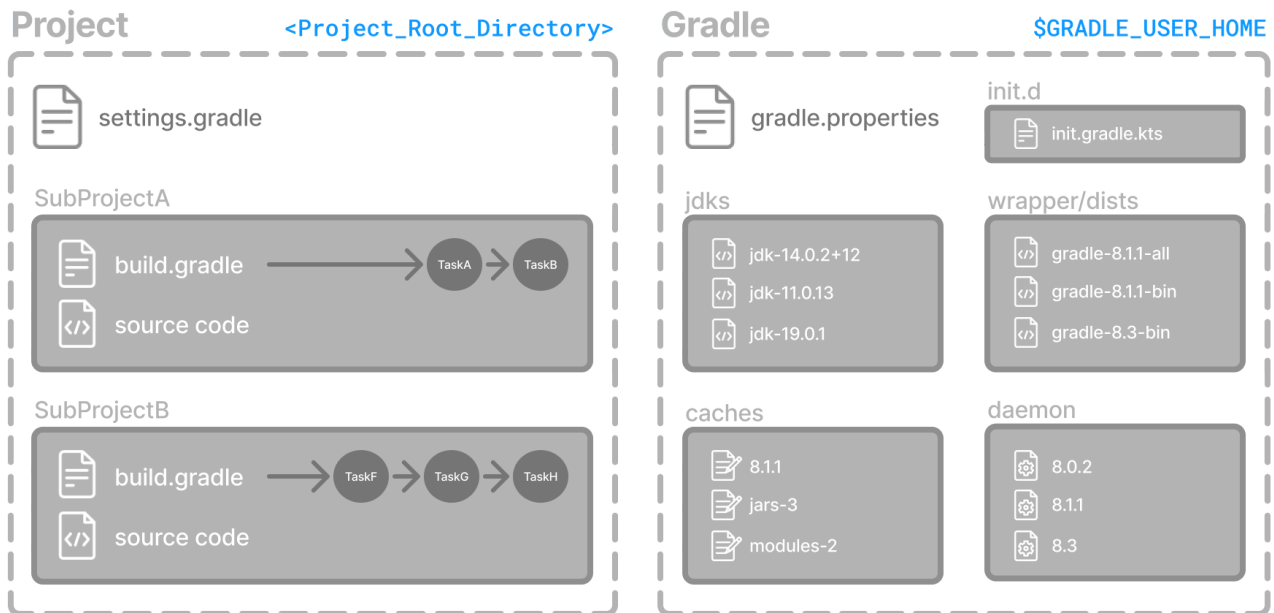 Project
<Project_Root_Directory>
settings.gradle
SubProjectA
build.gradle
TaskA
TaskB
source code
SubProjectB
build.gradle
TaskF
TaskG
TaskH
source code
Gradle
$GRADLE_USER_HOME
gradle.properties
init.d
init.gradle.kts
jdks
jdk-14.0.2+12
jdk-11.0.13
jdk-19.0.1
wrapper/dists
gradle-8.1.1-all
gradle-8.1.1-bin
gradle-8.3-bin
caches
8.1.1
jars-3
modules-2
daemon
8.0.2
8.1.1
8.3